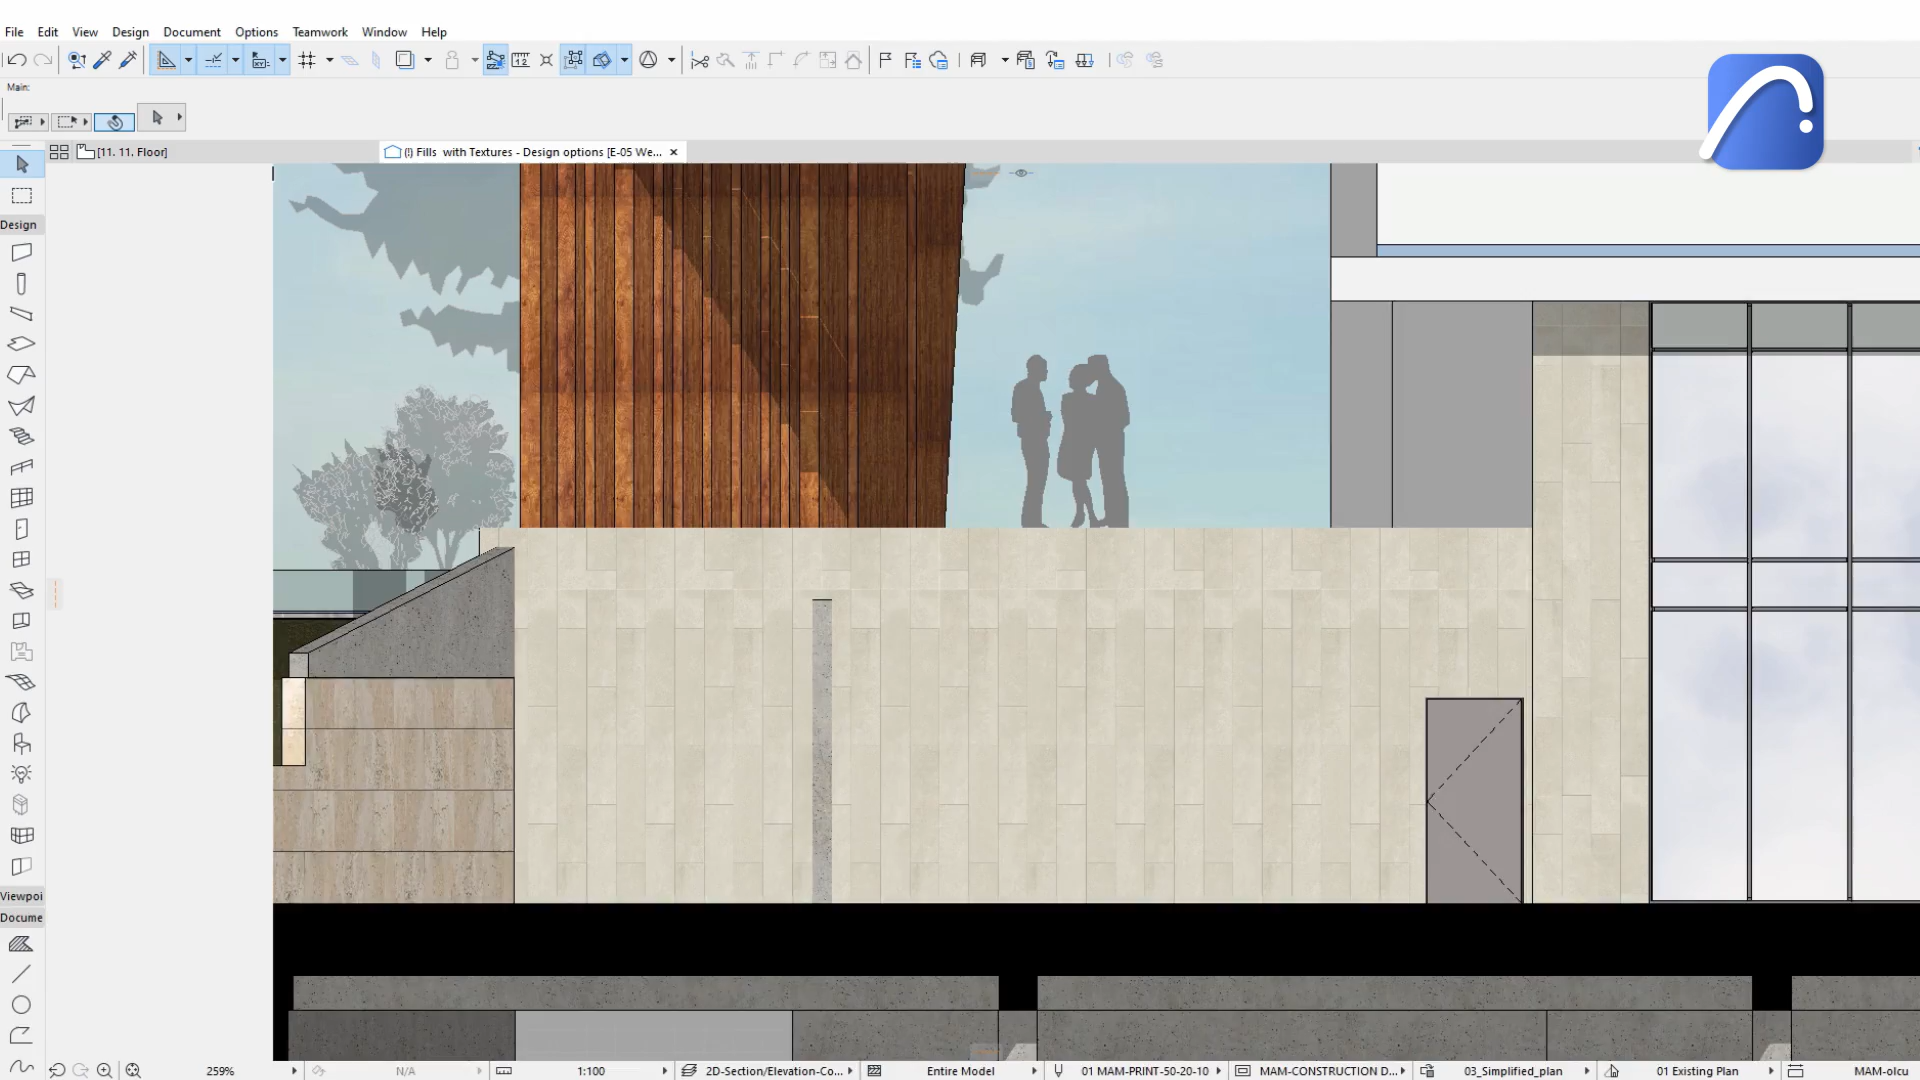 File Edit View Design Document Options Teamwork Window Help
Main:
[11. 11. Floor]
(!) Fills with Textures - Design options [E-05 We...
Design
Viewpoi
Docume
259%
N/A
1:100
2D-Section/Elevation-Co...
Entire Model
01 MAM-PRINT-50-20-10
MAM-CONSTRUCTION D...
03_Simplified_plan
01 Existing Plan
MAM-olcu